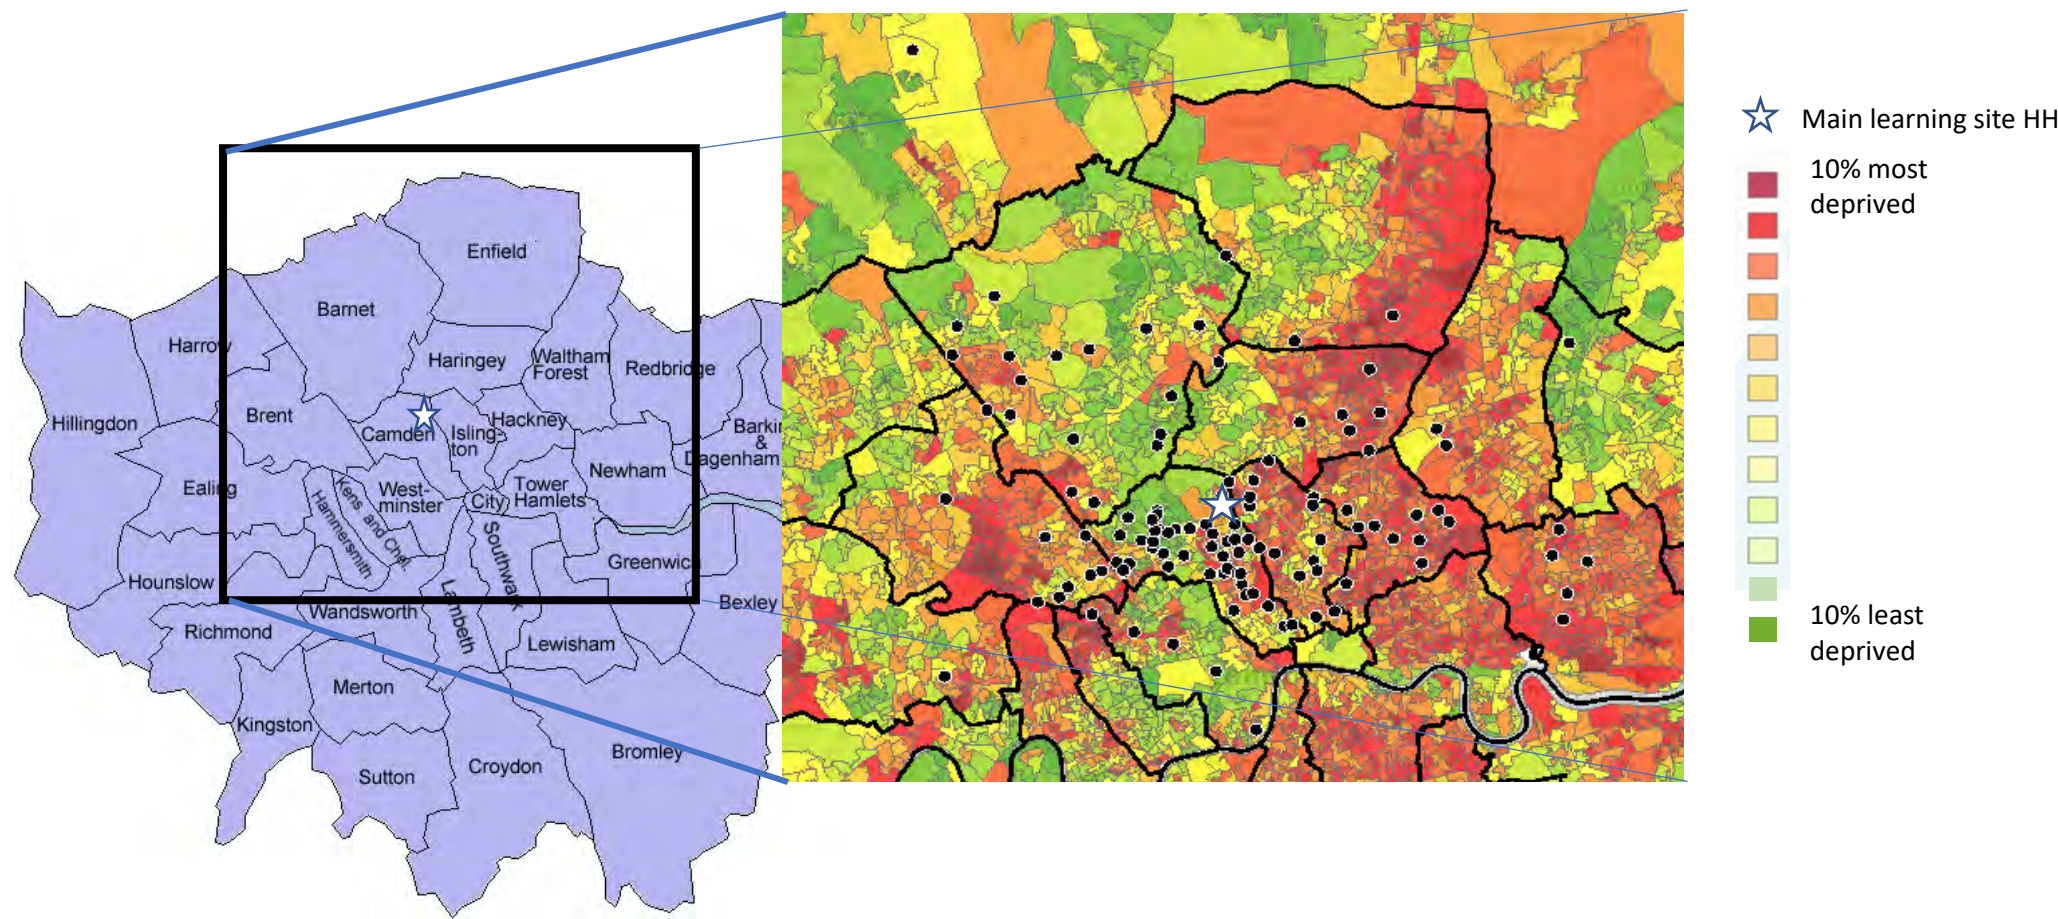 Enfield
Barnet
Harrow
Haringey
Waltham
Forest
Redbridge
Hillingdon
Brent
Camden
Isling-
ton
Hackney
Barkin
&
Dagenham
Ealing
Kens. and Chel.
West-
minster
City
Tower
Hamlets
Newham
Hammersmith
Southwark
Greenwich
Hounslow
Wandsworth
Lambeth
Bexley
Richmond
Lewisham
Merton
Kingston
Bromley
Sutton
Croydon
Main learning site HH
10% most
deprived
10% least
deprived